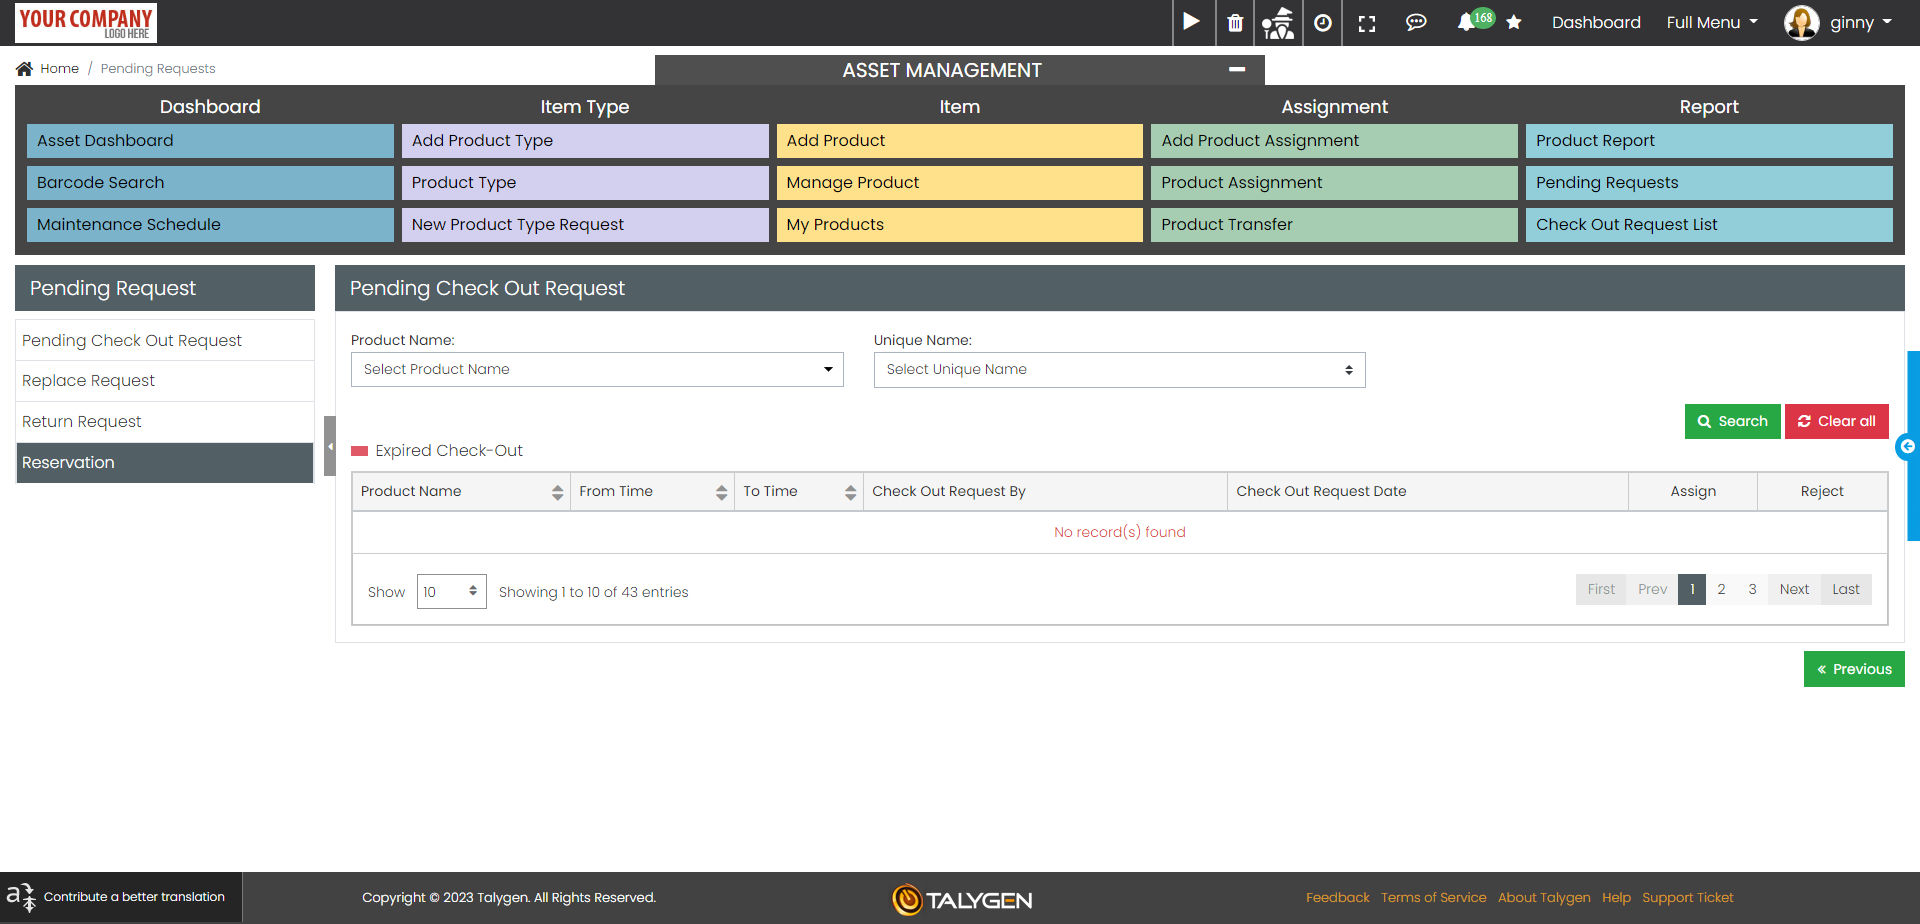 YOUR COMPANY
LOGO HERE
168
Dashboard
Full Menu
ginny
Home / Pending Requests
ASSET MANAGEMENT
Dashboard
Item Type
Item
Assignment
Report
Asset Dashboard
Add Product Type
Add Product
Add Product Assignment
Product Report
Barcode Search
Product Type
Manage Product
Product Assignment
Pending Requests
Maintenance Schedule
New Product Type Request
My Products
Product Transfer
Check Out Request List
Pending Request
Pending Check Out Request
Replace Request
Return Request
Reservation
Pending Check Out Request
Product Name:
Unique Name:
Select Product Name
Select Unique Name
Search
Clear all
Expired Check-Out
Product Name
From Time
To Time
Check Out Request By
Check Out Request Date
Assign
Reject
No record(s) found
Show 10 Showing 1 to 10 of 43 entries
First Prev 1 2 3 Next Last
« Previous
Contribute a better translation
Copyright © 2023 Talygen. All Rights Reserved.
TALYGEN
Feedback Terms of Service About Talygen Help Support Ticket